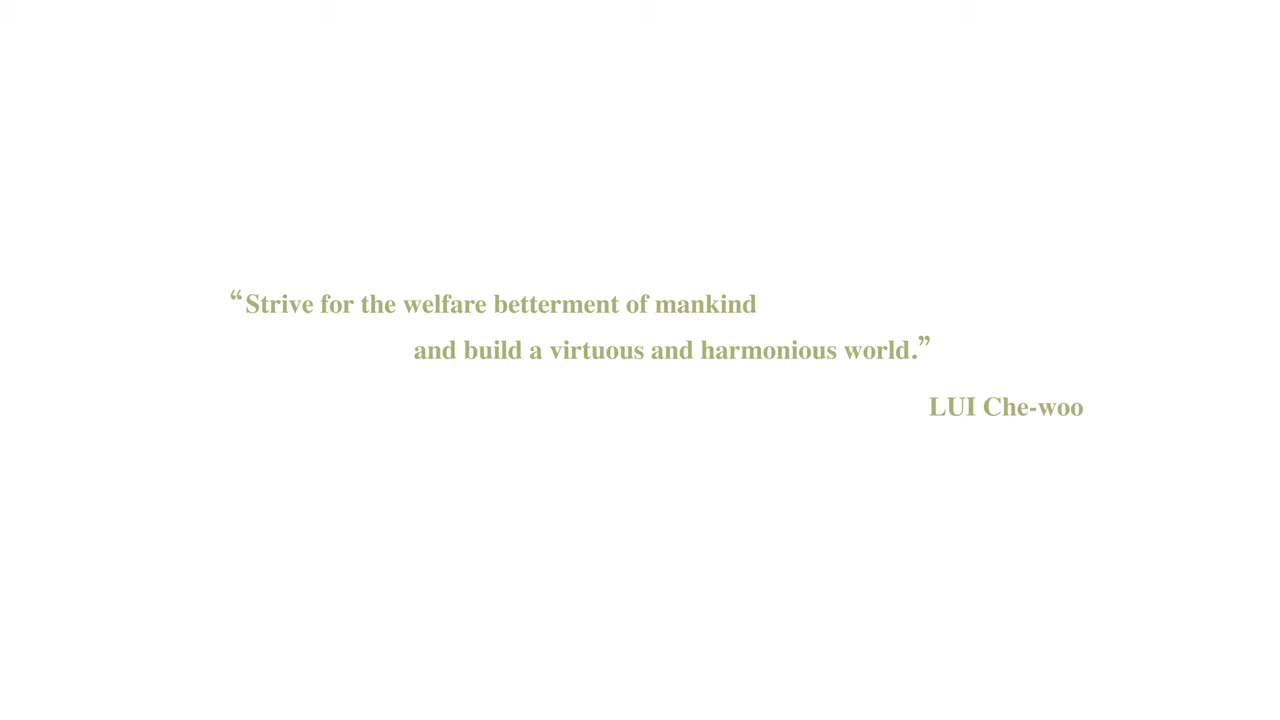 “Strive for the welfare betterment of mankind
and build a virtuous and harmonious world.”
LUI Che-woo